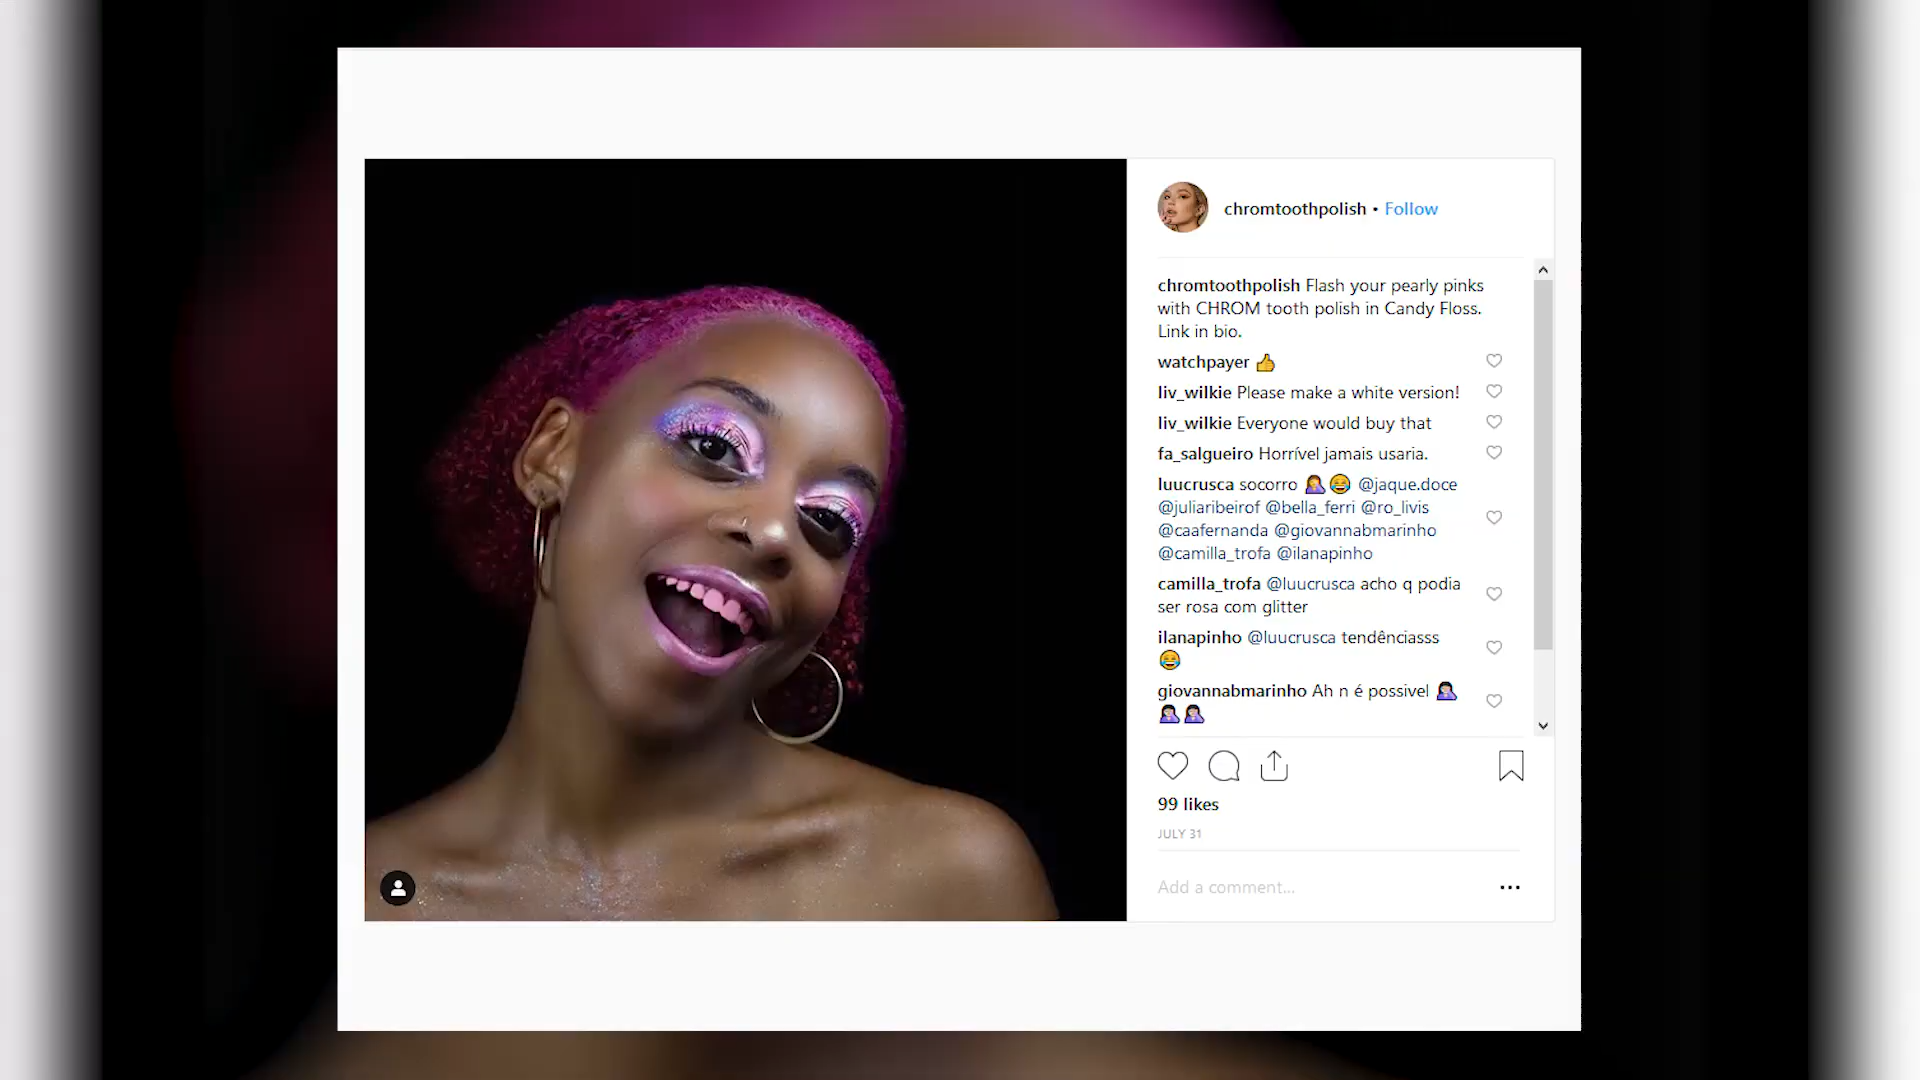 chromtoothpolish • Follow
chromtoothpolish Flash your pearly pinks
with CHROM tooth polish in Candy Floss.
Link in bio.
watchpayer 👍
liv_wilkie Please make a white version!
liv_wilkie Everyone would buy that
fa_salgueiro Horrível jamais usaria.
luucrusca socorro 🤦‍♀️😂 @jaque.doce
@juliaribeirof @bella_ferri @ro_livis
@caafernanda @giovannabmarinho
@camilla_trofa @ilanapinho
camilla_trofa @luucrusca acho q podia
ser rosa com glitter
ilanapinho @luucrusca tendênciasss
😂
giovannabmarinho Ah n é possivel 🤦🏻‍♀️
🤦🏻‍♀️🤦🏻‍♀️
99 likes
JULY 31
Add a comment...